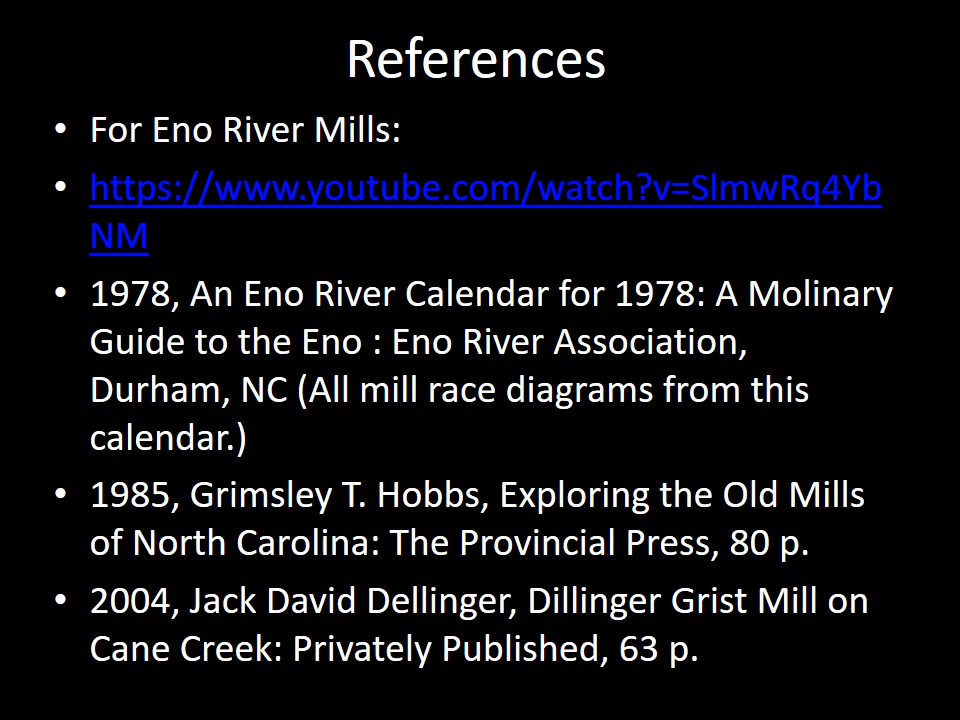 References
• For Eno River Mills:
• https://www.youtube.com/watch?v=SlmwRq4Yb
NM
• 1978, An Eno River Calendar for 1978: A Molinary
Guide to the Eno : Eno River Association,
Durham, NC (All mill race diagrams from this
calendar.)
• 1985, Grimsley T. Hobbs, Exploring the Old Mills
of North Carolina: The Provincial Press, 80 p.
• 2004, Jack David Dellinger, Dillinger Grist Mill on
Cane Creek: Privately Published, 63 p.